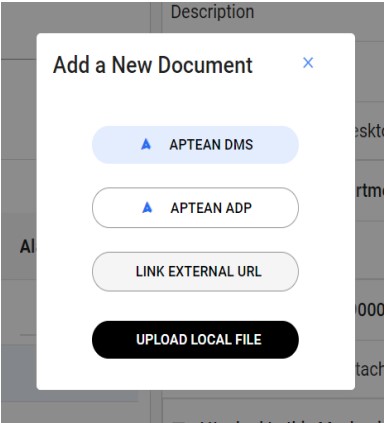 Description
Add a New Document
APTEAN DMS
APTEAN ADP
LINK EXTERNAL URL
UPLOAD LOCAL FILE